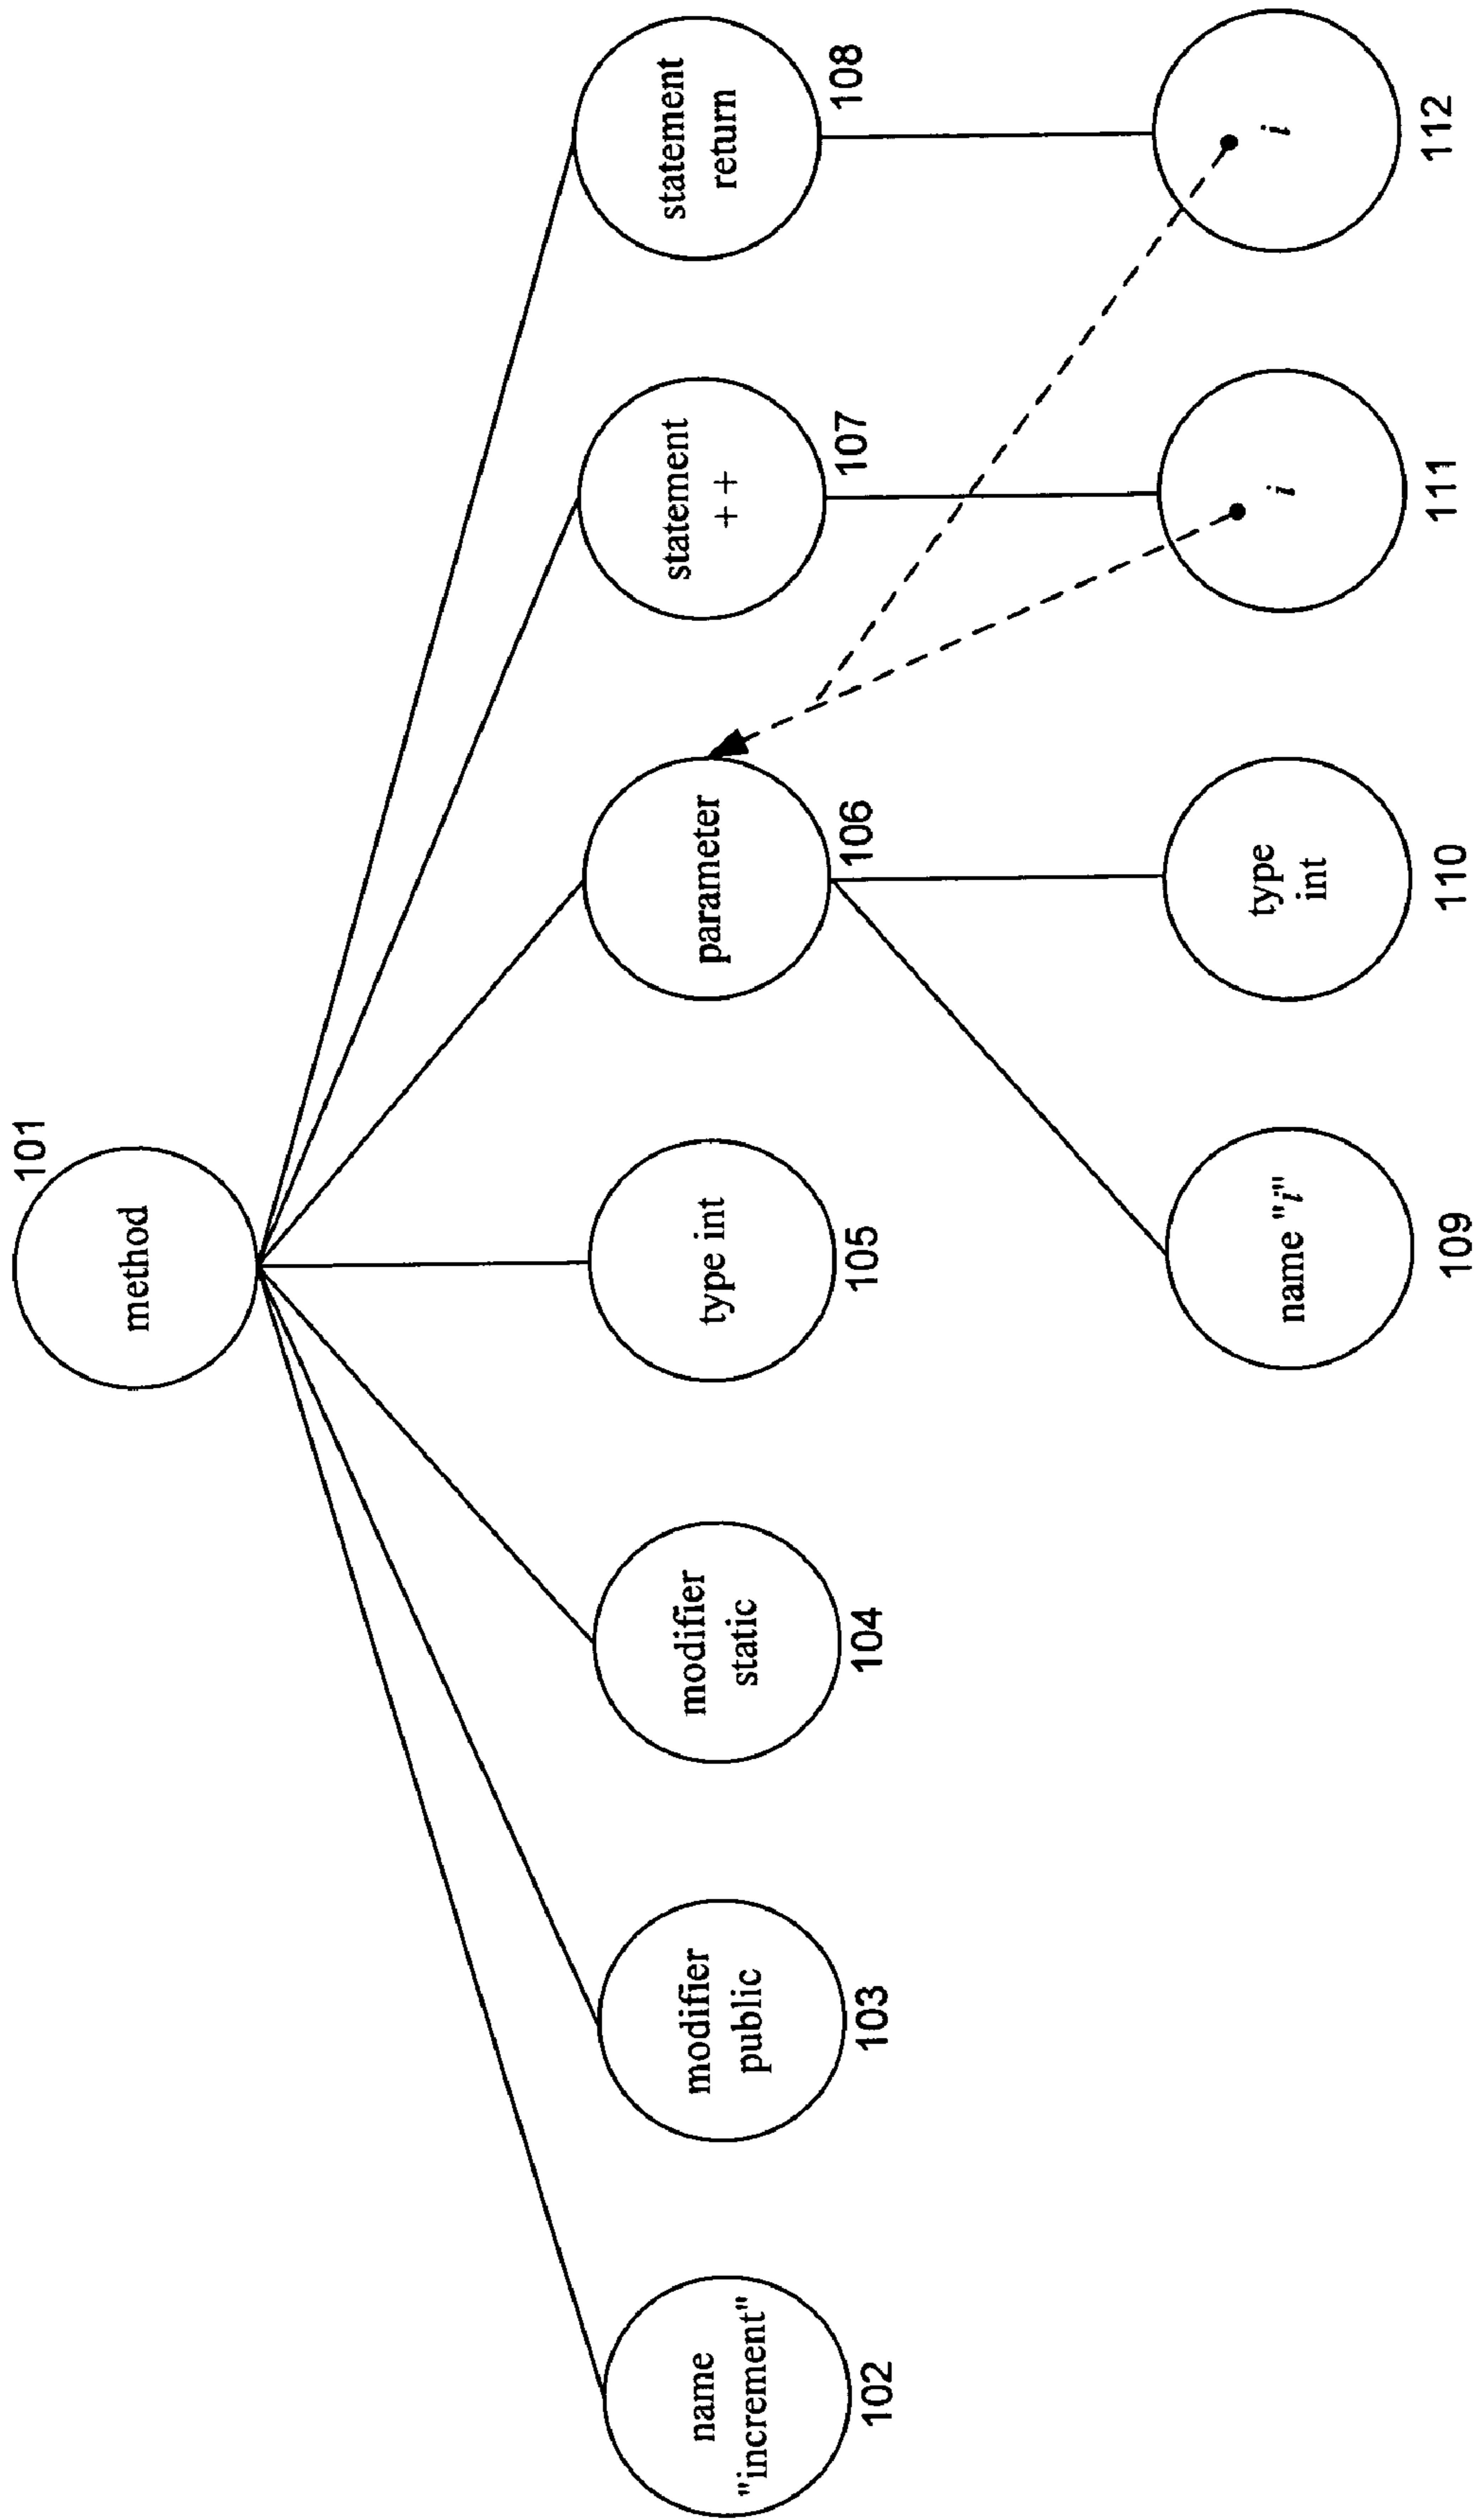 101
method
name
"increment"
102
modifier
public
103
modifier
static
104
type int
105
parameter
106
statement
+ +
107
statement
return
108
name "i"
109
type
int
110
i
111
i
112